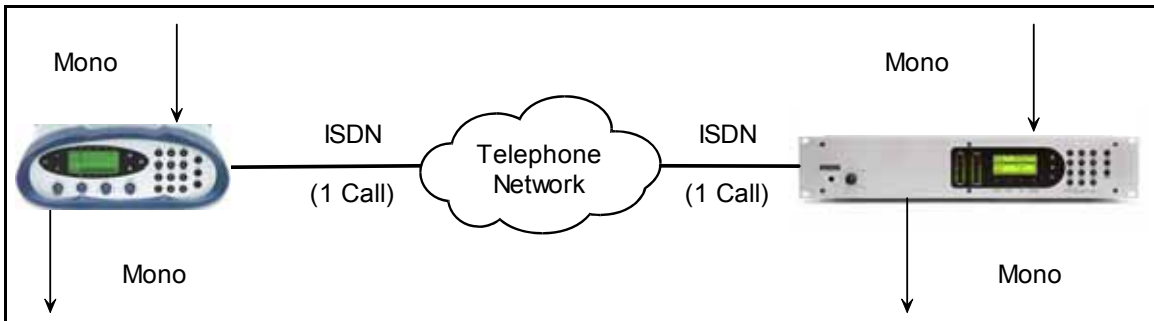 Mono
Mono
ISDN
ISDN
Telephone
Network
(1 Call)
(1 Call)
Mono
Mono